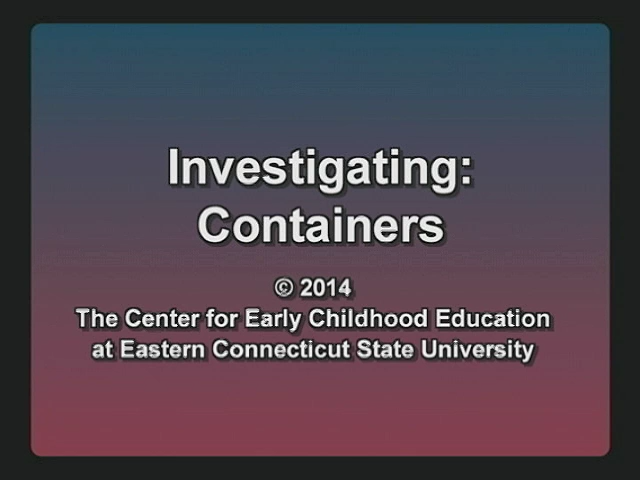 Investigating:
Containers
© 2014
The Center for Early Childhood Education
at Eastern Connecticut State University